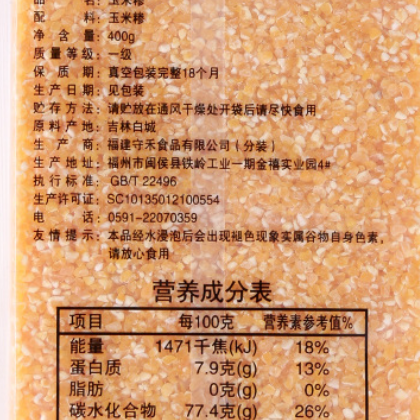 品名：玉米糁
配料：玉米糁
净含量：400g
质量等级：一级
保质期：真空包装完整18个月
生产日期：见包装
贮存方法：请贮放在通风干燥处开袋后请尽快食用
原料产地：吉林白城
生产商：福建守禾食品有限公司（分装）
生产地址：福州市闽侯县铁岭工业一期金禧实业园4#
执行标准：GB/T 22496
生产许可证：SC10135012100554
电话：0591-22070359
友情提示：本品经水浸泡后会出现褪色现象实属谷物自身色素，
请放心食用
营养成分表
项目 每100克 营养素参考值%
能量 1471千焦(kJ) 18%
蛋白质 7.9克(g) 13%
脂肪 0克(g) 0%
碳水化合物 77.4克(g) 26%